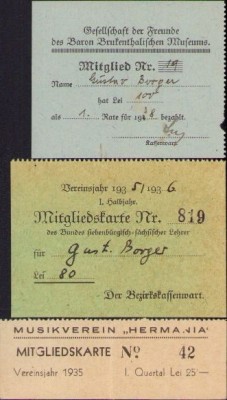 Gesellschaft der Freunde
des Baron Brukenthalischen Museums.
Mitglied Nr. 19
Name Gustav Borger
hat Lei 100
als 1. Rate für 1936 bezahlt.
Kassenwart.
Vereinsjahr 1935/1936
I. Halbjahr.
Mitgliedskarte Nr. 819
des Bundes siebenbürgisch-sächsischer Lehrer
für Gust. Borger
Lei 80
Der Bezirkskassenwart.
MUSIKVEREIN „HERMANIA"
MITGLIEDSKARTE No 42
Vereinsjahr 1935 I. Quartal Lei 25·—